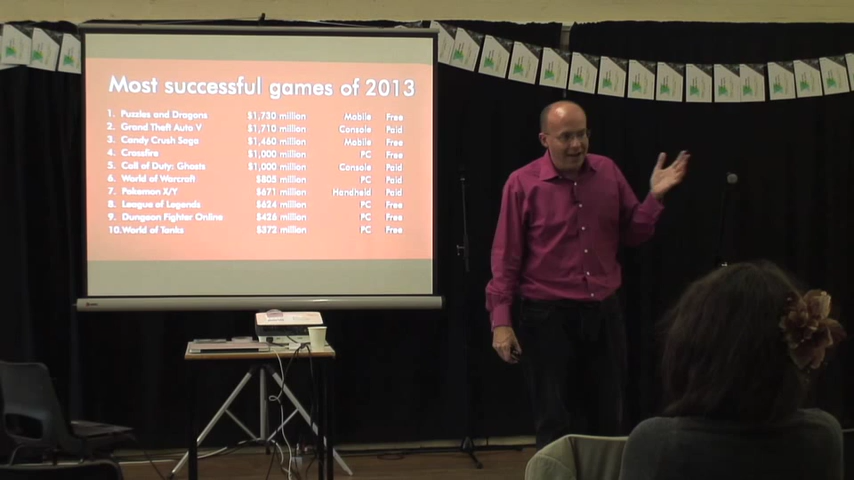 Most successful games of 2013
1. Puzzles and Dragons $1,730 million Mobile Free
2. Grand Theft Auto V $1,710 million Console Paid
3. Candy Crush Saga $1,460 million Mobile Free
4. Crossfire $1,000 million PC Free
5. Call of Duty: Ghosts $1,000 million Console Paid
6. World of Warcraft $805 million PC Paid
7. Pokemon X/Y $671 million Handheld Paid
8. League of Legends $624 million PC Free
9. Dungeon Fighter Online $426 million PC Free
10. World of Tanks $372 million PC Free